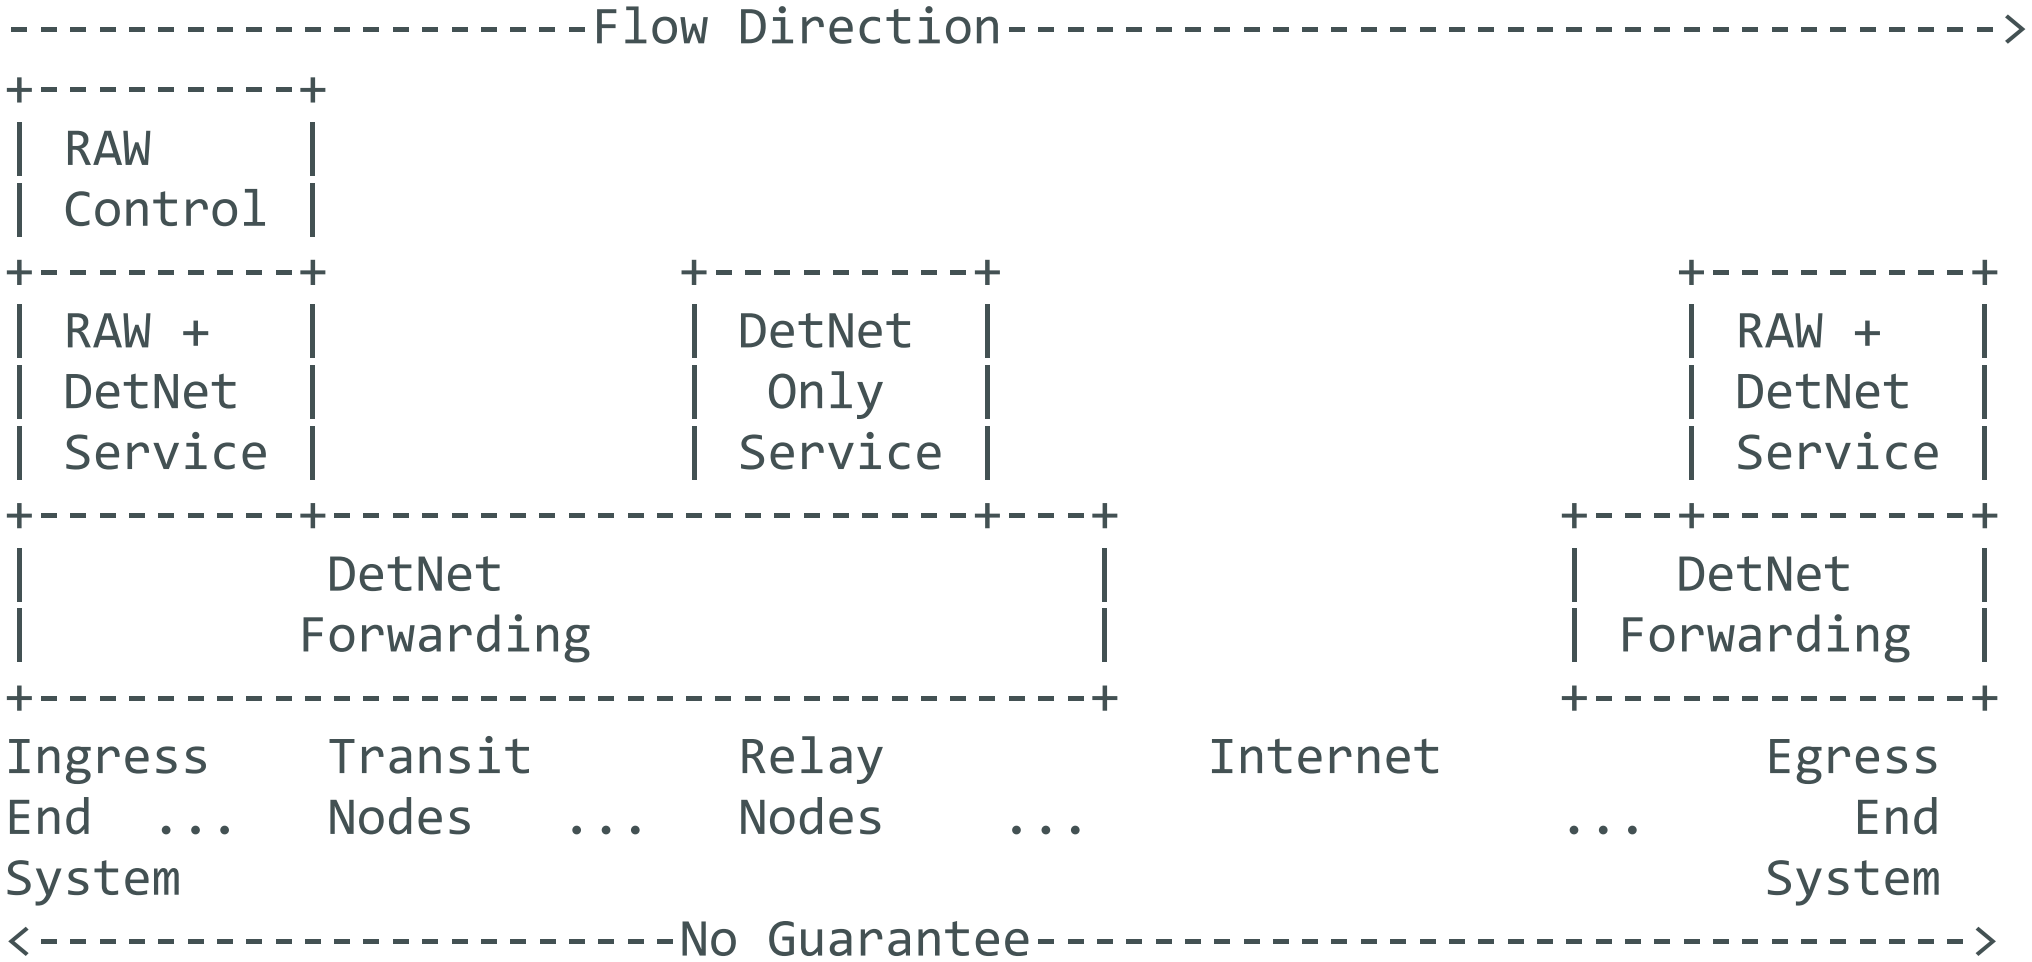 --------------------Flow Direction---------------------------------->
+----------+
| RAW      |
| Control  |
+----------+            +----------+                       +---------+
| RAW +    |            | DetNet   |                       | RAW +   |
| DetNet   |            |  Only    |                       | DetNet  |
| Service  |            | Service  |                       | Service |
+----------+----------------------+---+               +---+---------+
|          DetNet                     |               |   DetNet    |
|         Forwarding                  |               | Forwarding  |
+-------------------------------------+               +-------------+
Ingress    Transit       Relay           Internet           Egress
End  ...   Nodes   ...   Nodes    ...                ...       End
System                                                      System
<----------------------No Guarantee-------------------------------->